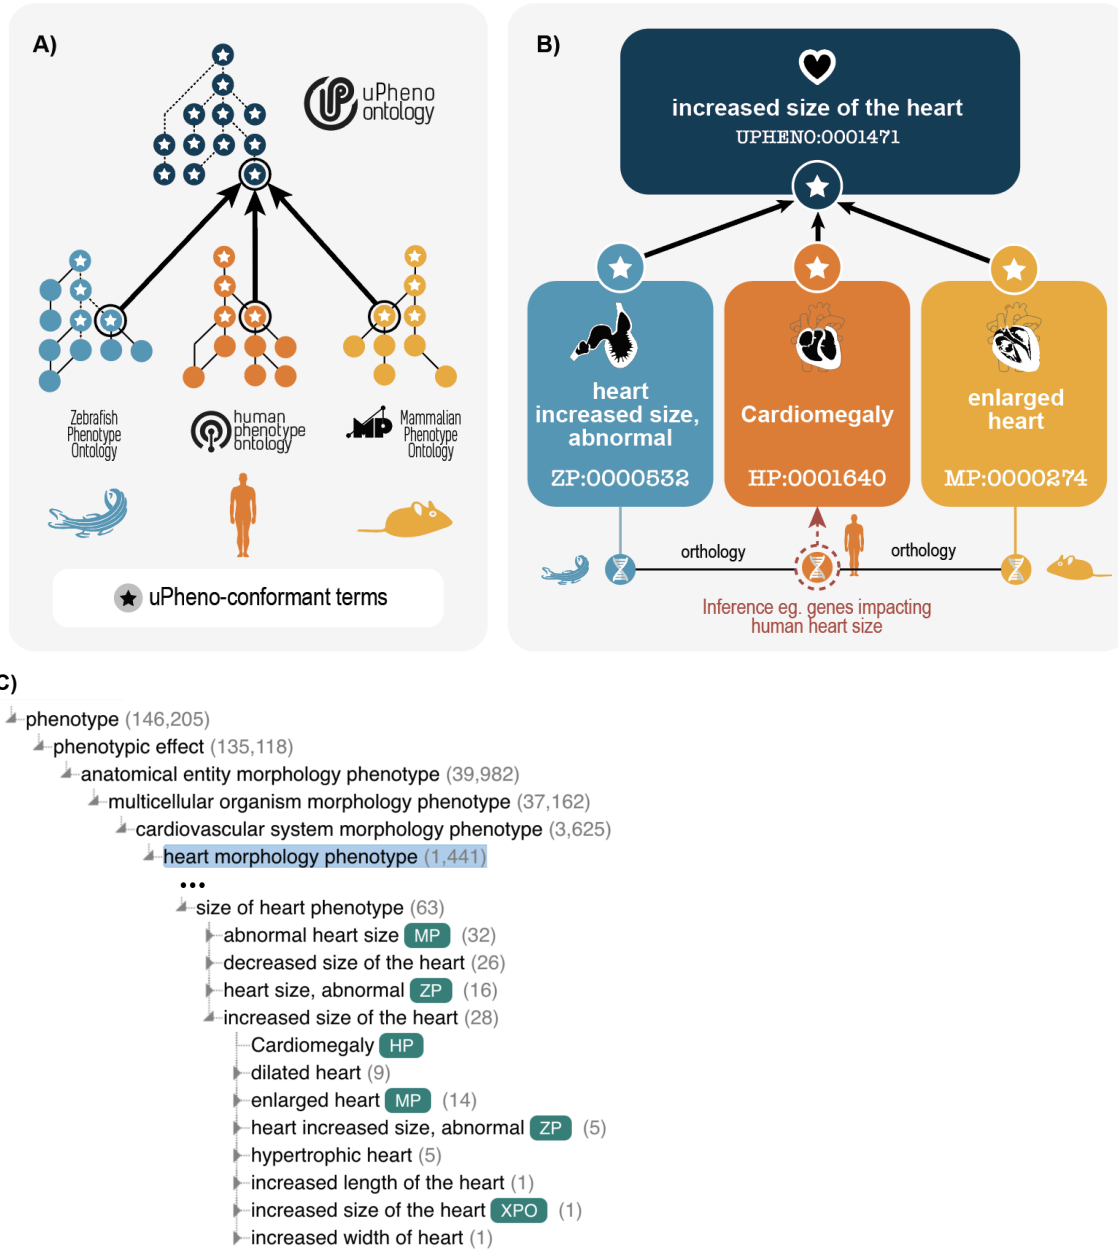 A)
uPheno
ontology
Zebrafish
Phenotype
Ontology
human
phenotype
ontology
MP
Mammalian
Phenotype
Ontology
uPheno-conformant terms
B)
increased size of the heart
UPHENO:0001471
heart
increased size,
abnormal
ZP:0000532
Cardiomegaly
HP:0001640
enlarged
heart
MP:0000274
orthology
orthology
Inference eg. genes impacting
human heart size
C)
phenotype (146,205)
phenotypic effect (135,118)
anatomical entity morphology phenotype (39,982)
multicellular organism morphology phenotype (37,162)
cardiovascular system morphology phenotype (3,625)
heart morphology phenotype (1,441)
...
size of heart phenotype (63)
abnormal heart size MP (32)
decreased size of the heart (26)
heart size, abnormal ZP (16)
increased size of the heart (28)
Cardiomegaly HP
dilated heart (9)
enlarged heart MP (14)
heart increased size, abnormal ZP (5)
hypertrophic heart (5)
increased length of the heart (1)
increased size of the heart XPO (1)
increased width of heart (1)